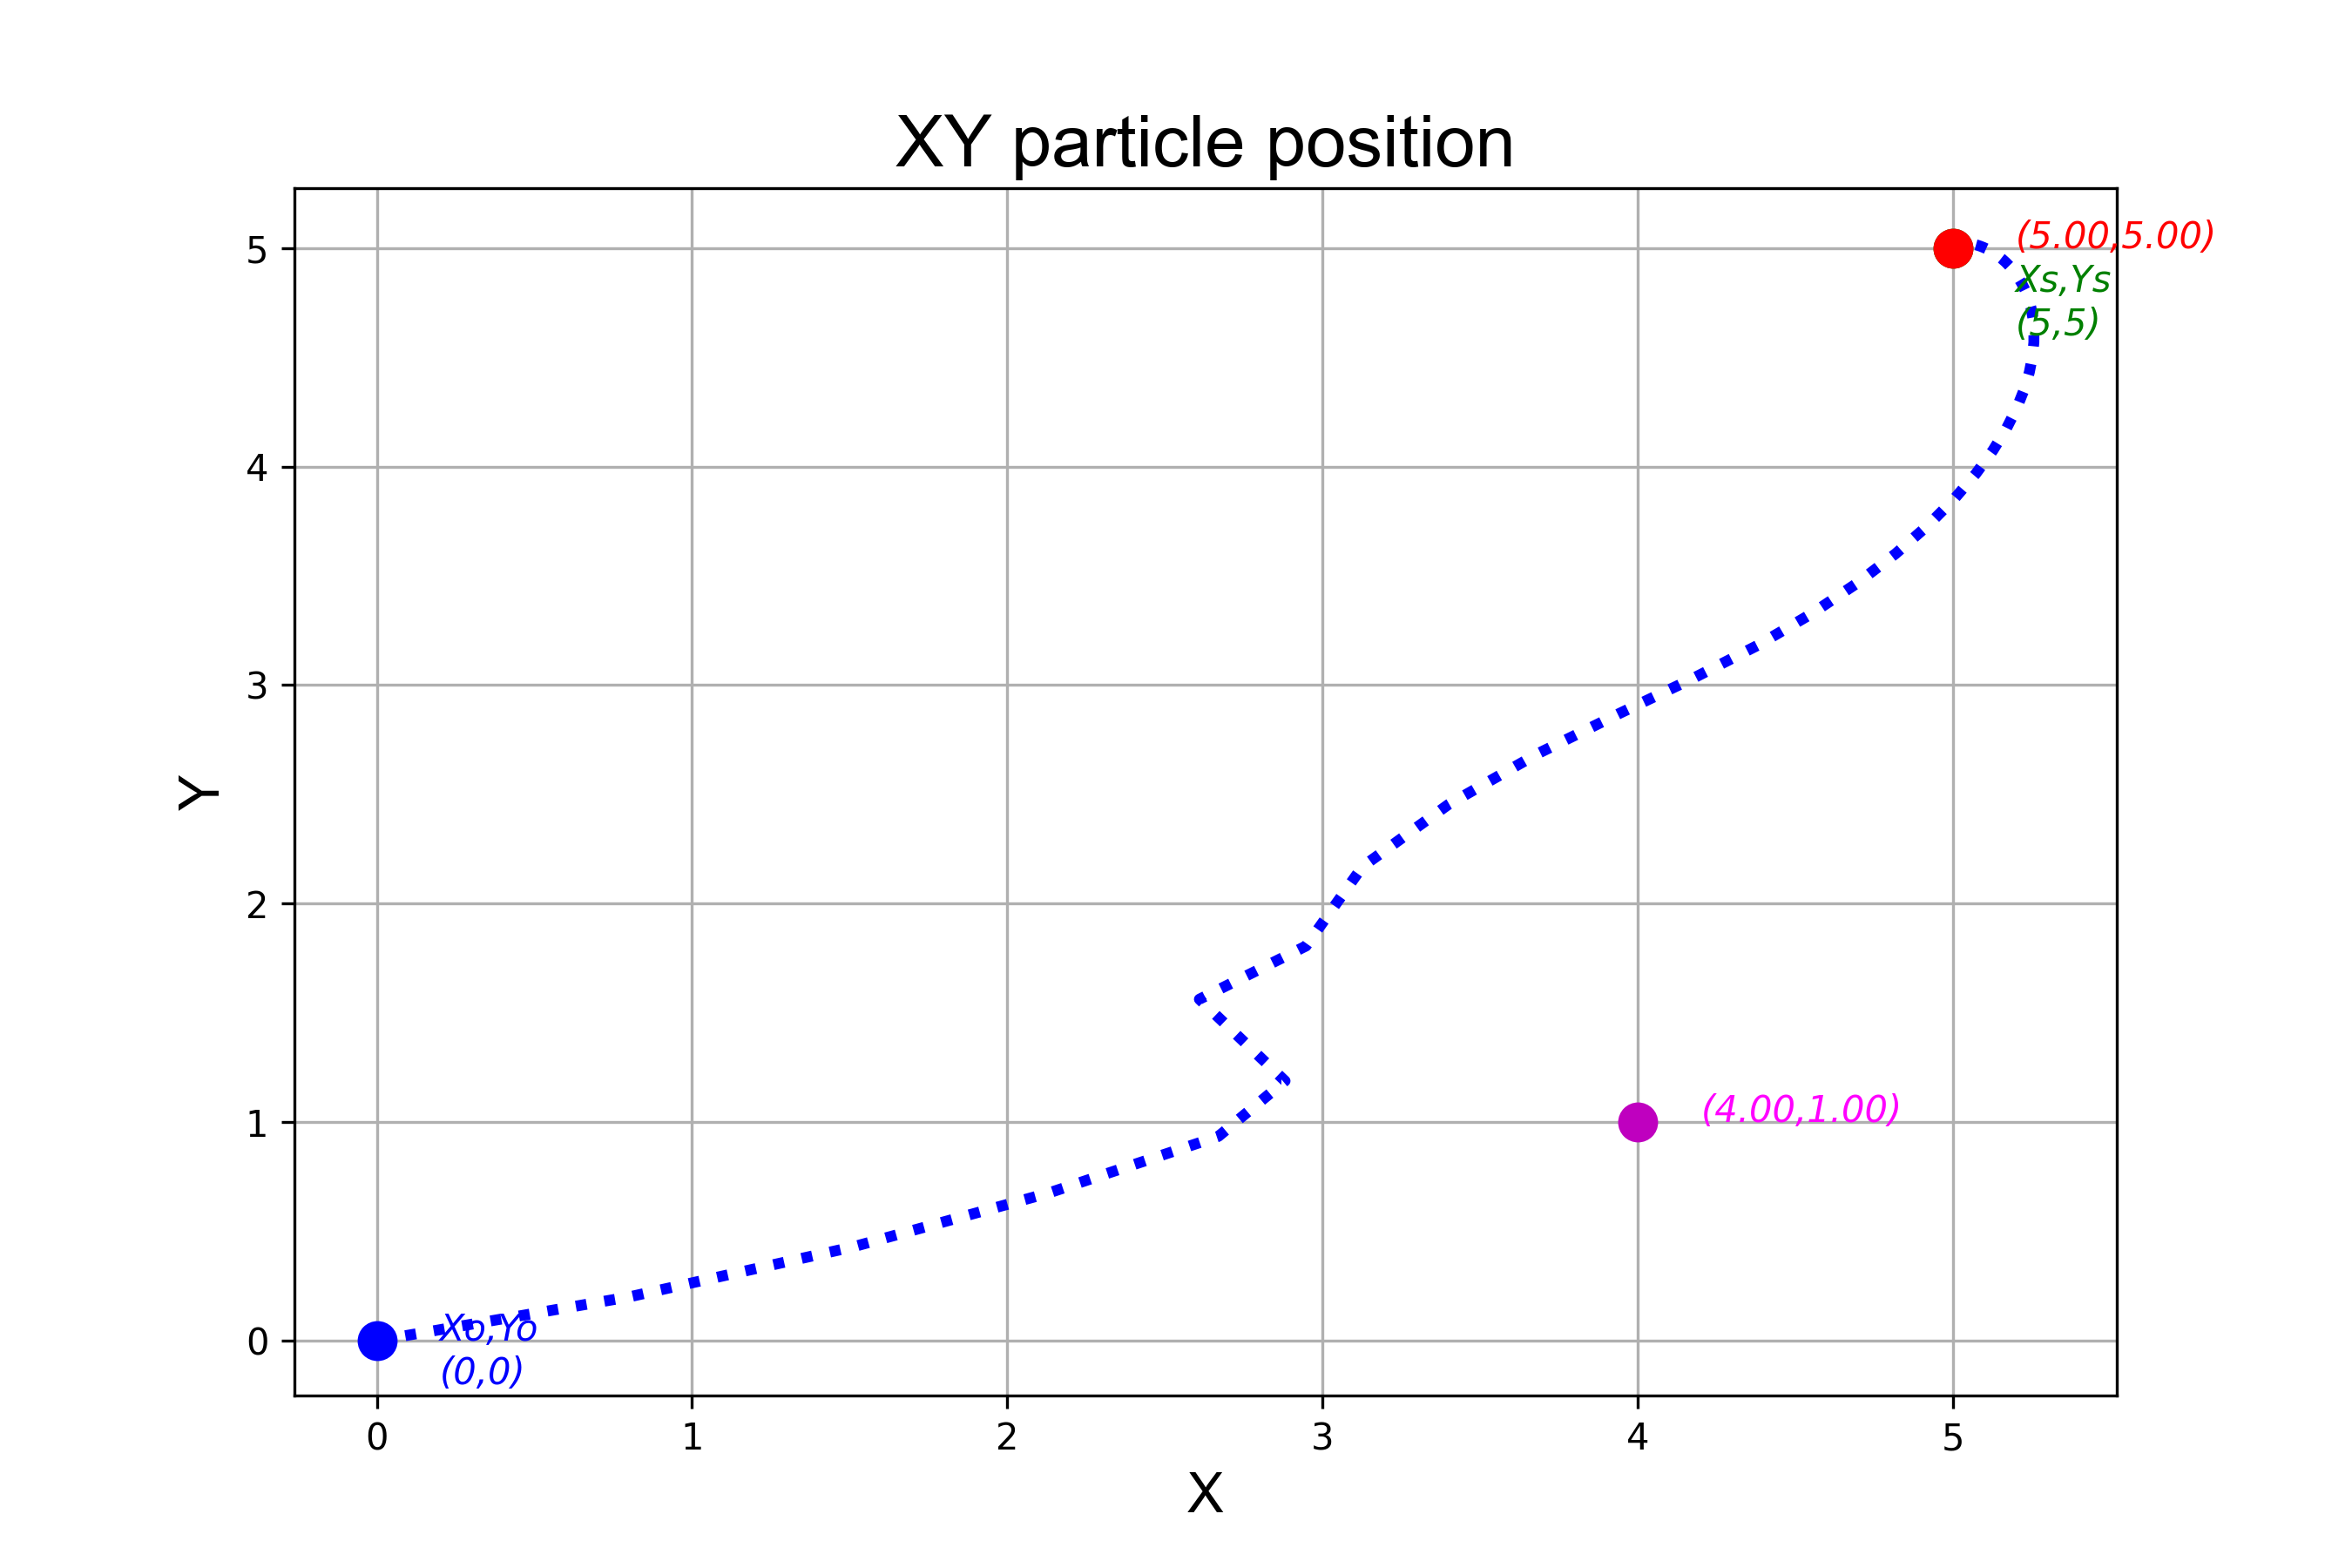 XY particle position
(5.00,5.00)
Xs,Ys
(5,5)
(4.00,1.00)
Xo,Yo
(0,0)
5
4
3
2
1
0
Y
0 1 2 3 4 5
X